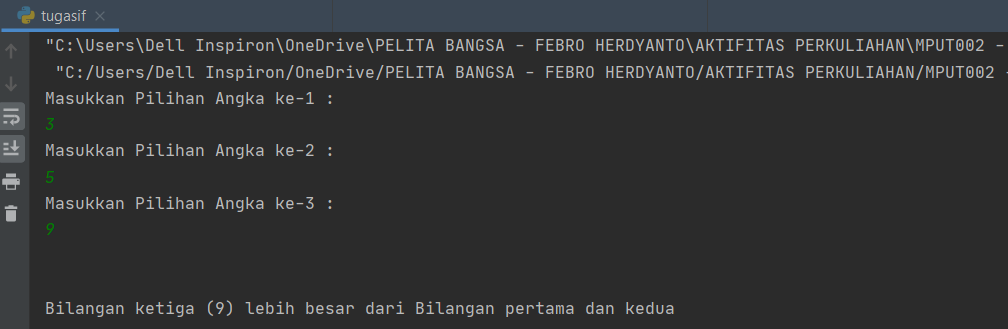 tugasif
"C:\Users\Dell Inspiron\OneDrive\PELITA BANGSA - FEBRO HERDYANTO\AKTIFITAS PERKULIAHAN\MPUT002 -
"C:/Users/Dell Inspiron/OneDrive/PELITA BANGSA - FEBRO HERDYANTO/AKTIFITAS PERKULIAHAN/MPUT002 -
Masukkan Pilihan Angka ke-1 :
3
Masukkan Pilihan Angka ke-2 :
5
Masukkan Pilihan Angka ke-3 :
9
Bilangan ketiga (9) lebih besar dari Bilangan pertama dan kedua